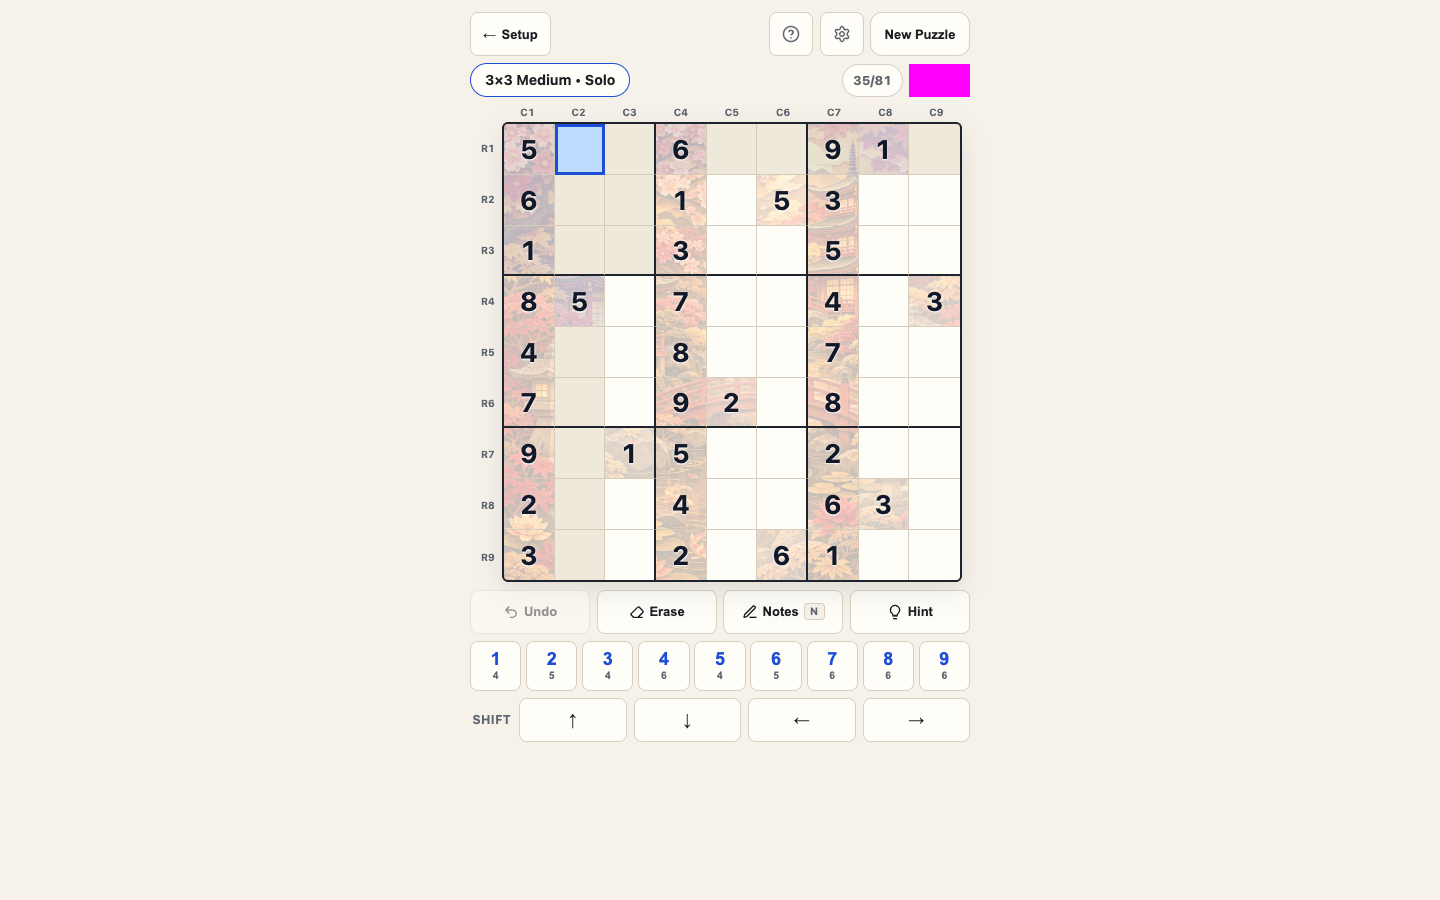 ← Setup
New Puzzle
3×3 Medium • Solo
35/81
C1 C2 C3 C4 C5 C6 C7 C8 C9
R1 5 6 9 1
R2 6 1 5 3
R3 1 3 5
R4 8 5 7 4 3
R5 4 8 7
R6 7 9 2 8
R7 9 1 5 2
R8 2 4 6 3
R9 3 2 6 1
Undo Erase Notes N Hint
1 2 3 4 5 6 7 8 9
4 5 4 6 4 5 6 6 6
SHIFT ↑ ↓ ← →